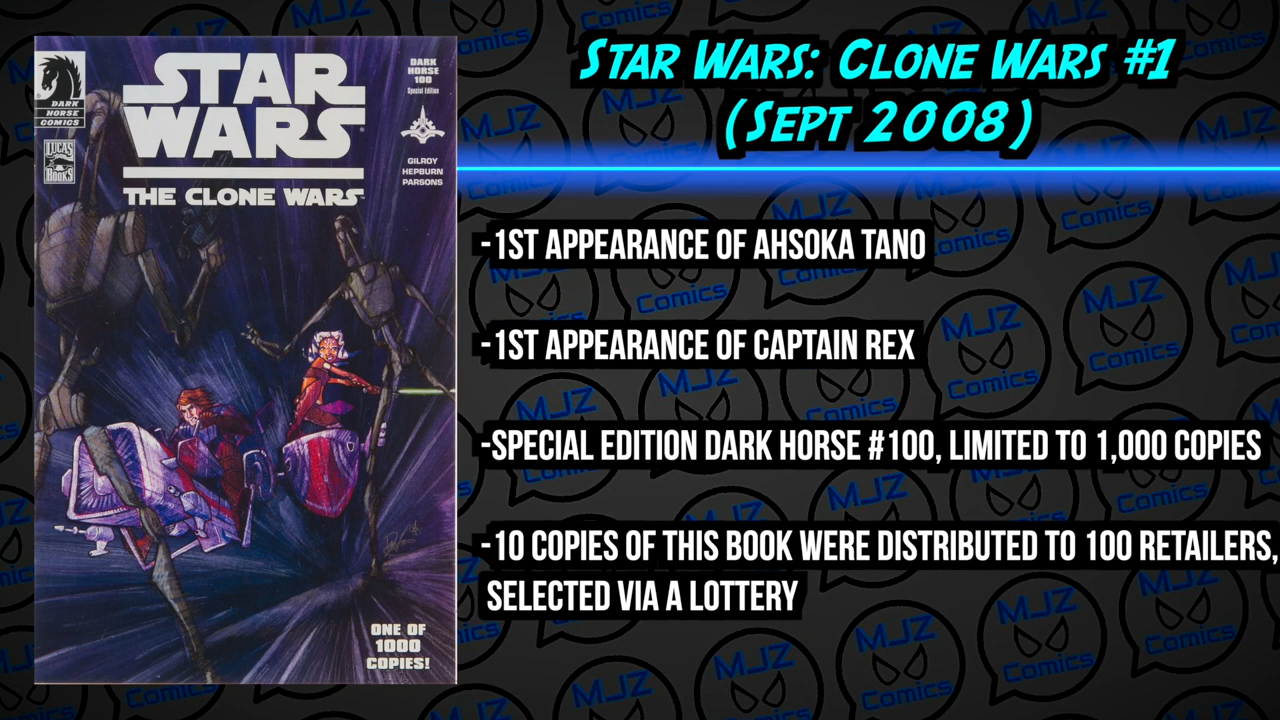 STAR WARS: CLONE WARS #1
(SEPT 2008)
DARK
HORSE
COMICS
LUCAS
BOOKS
STAR
WARS
THE CLONE WARS™
DARK
HORSE
100
Special Edition
GILROY
HEPBURN
PARSONS
ONE OF
1000
COPIES!
-1ST APPEARANCE OF AHSOKA TANO
-1ST APPEARANCE OF CAPTAIN REX
-SPECIAL EDITION DARK HORSE #100, LIMITED TO 1,000 COPIES
-10 COPIES OF THIS BOOK WERE DISTRIBUTED TO 100 RETAILERS,
SELECTED VIA A LOTTERY
MJZ
Comics